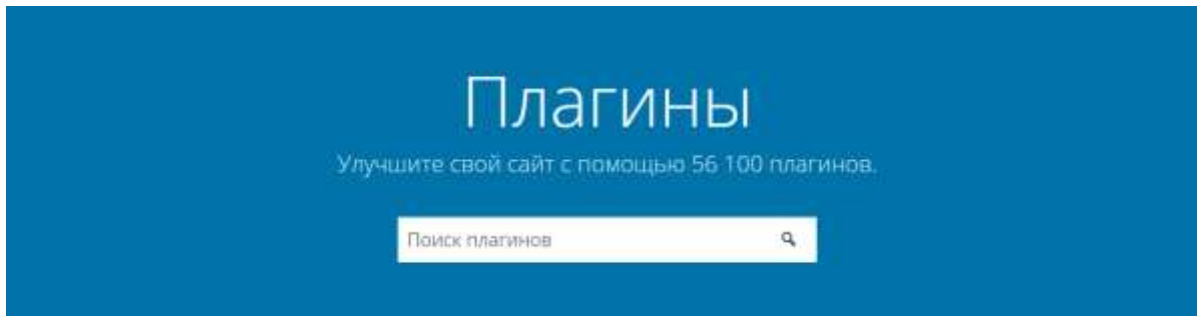 Плагины
Улучшите свой сайт с помощью 56 100 плагинов.
Поиск плагинов